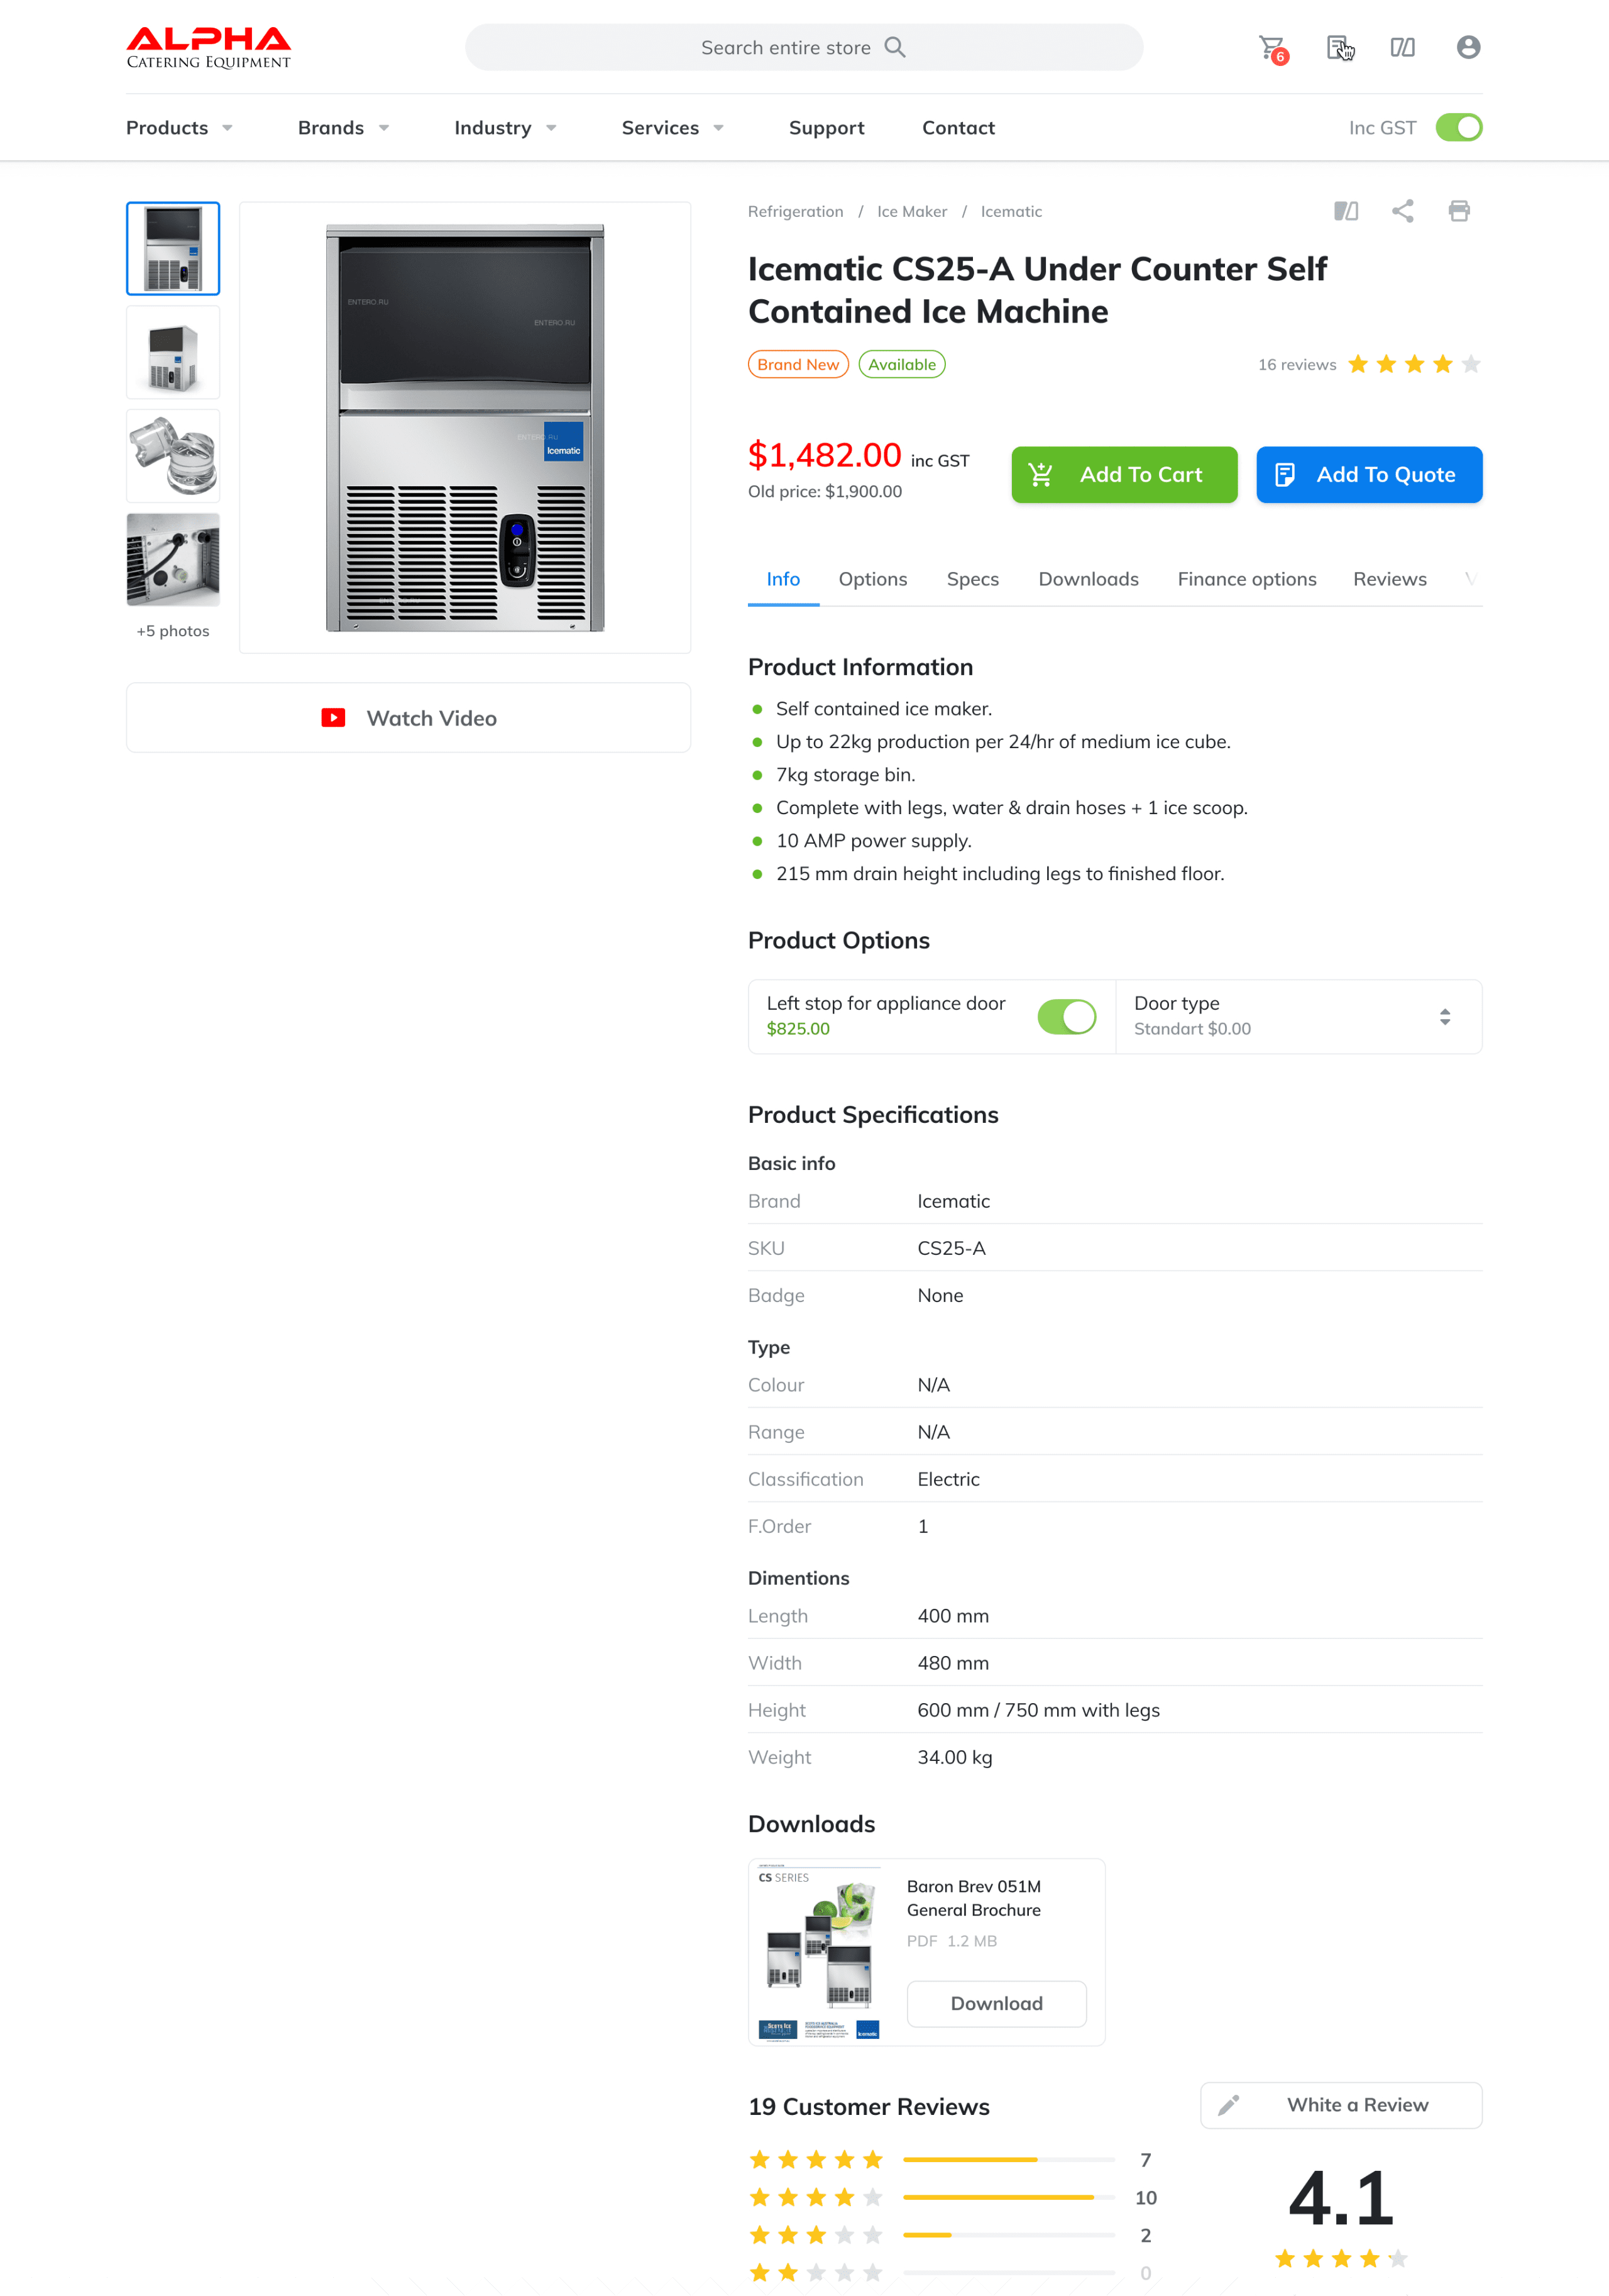 ALPHA
CATERING EQUIPMENT
Search entire store
6
Products
Brands
Industry
Services
Support
Contact
Inc GST
Refrigeration / Ice Maker / Icematic
Icematic CS25-A Under Counter Self
Contained Ice Machine
Brand New
Available
16 reviews
$1,482.00 inc GST
Old price: $1,900.00
Add To Cart
Add To Quote
ENTERO.RU
ENTERO.RU
ENTERO.RU
Icematic
+5 photos
Watch Video
Info
Options
Specs
Downloads
Finance options
Reviews
Product Information
Self contained ice maker.
Up to 22kg production per 24/hr of medium ice cube.
7kg storage bin.
Complete with legs, water & drain hoses + 1 ice scoop.
10 AMP power supply.
215 mm drain height including legs to finished floor.
Product Options
Left stop for appliance door
$825.00
Door type
Standart $0.00
Product Specifications
Basic info
Brand Icematic
SKU CS25-A
Badge None
Type
Colour N/A
Range N/A
Classification Electric
F.Order 1
Dimentions
Length 400 mm
Width 480 mm
Height 600 mm / 750 mm with legs
Weight 34.00 kg
Downloads
CS SERIES
Baron Brev 051M
General Brochure
PDF 1.2 MB
Download
19 Customer Reviews
White a Review
7
10
2
0
4.1